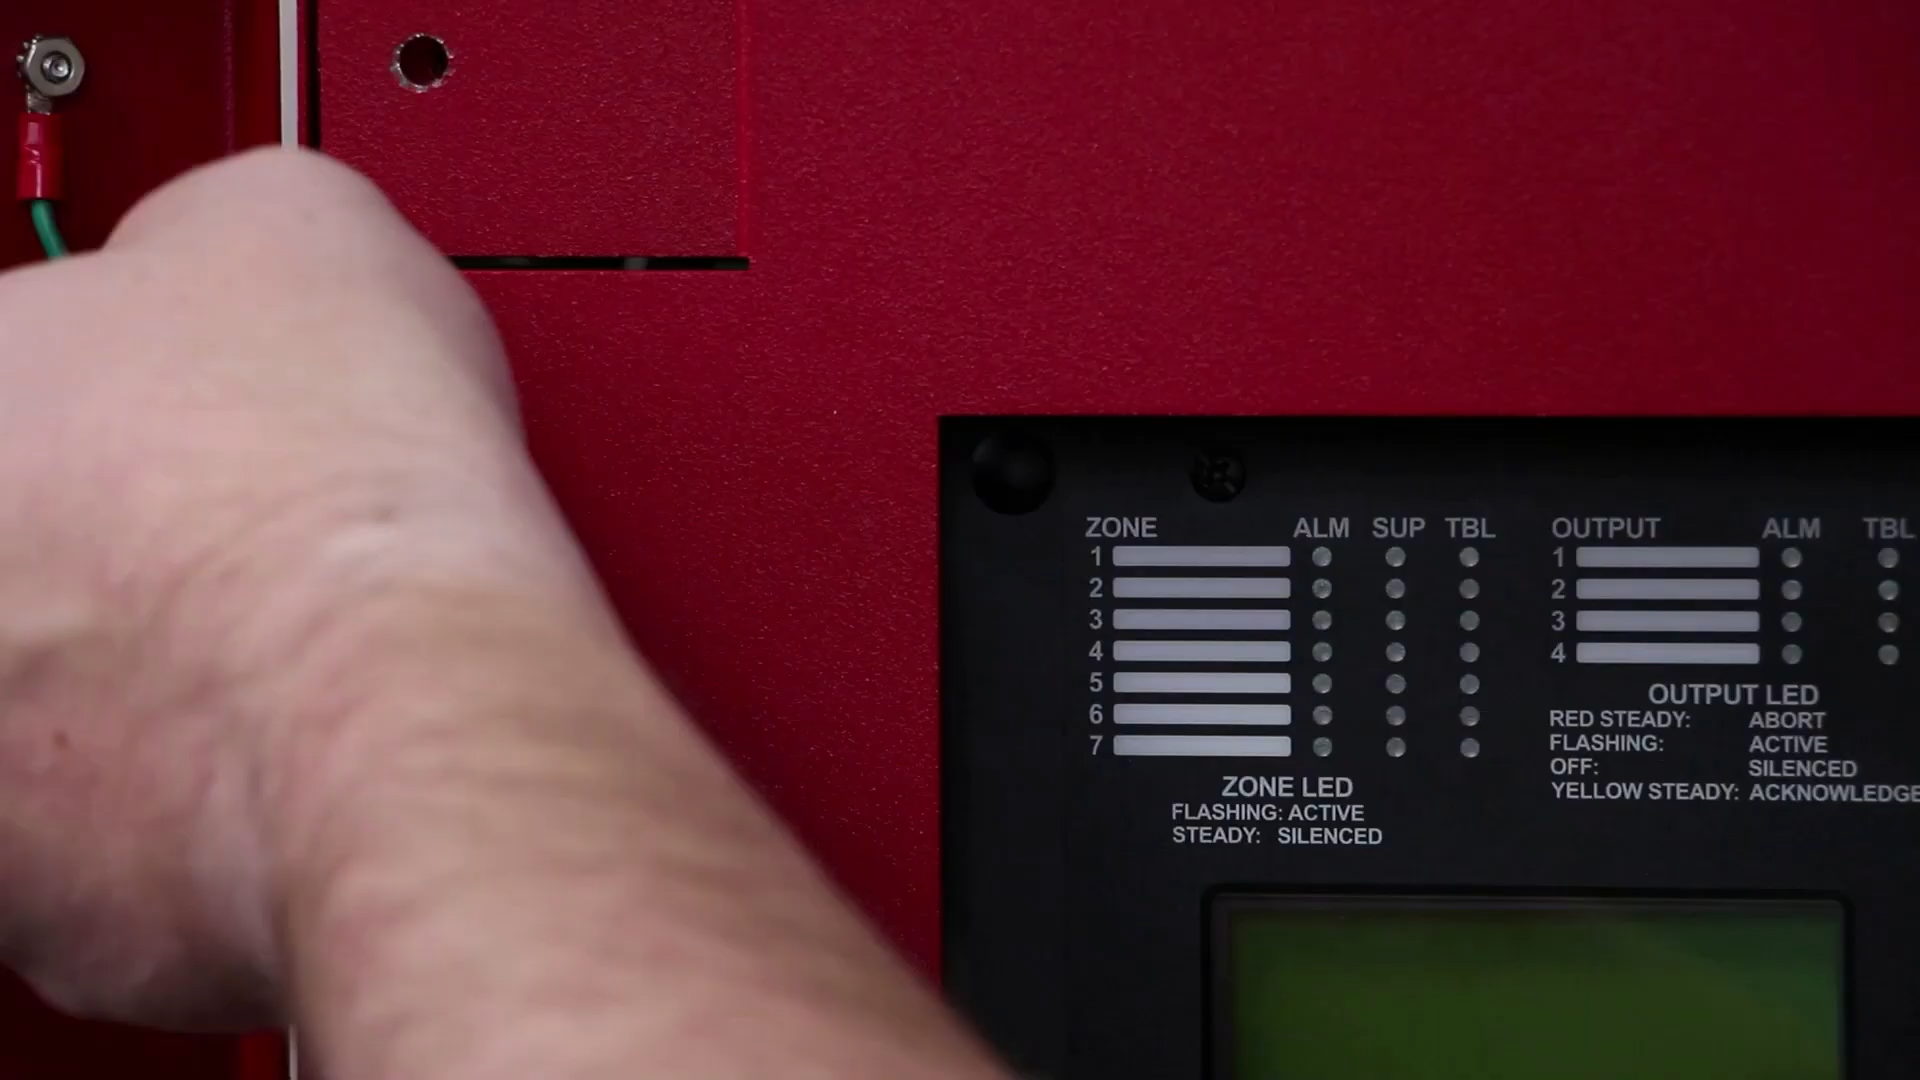 ZONE ALM SUP TBL
1
2
3
4
5
6
7
ZONE LED
FLASHING: ACTIVE
STEADY: SILENCED
OUTPUT ALM TBL
1
2
3
4
OUTPUT LED
RED STEADY: ABORT
FLASHING: ACTIVE
OFF: SILENCED
YELLOW STEADY: ACKNOWLEDGE